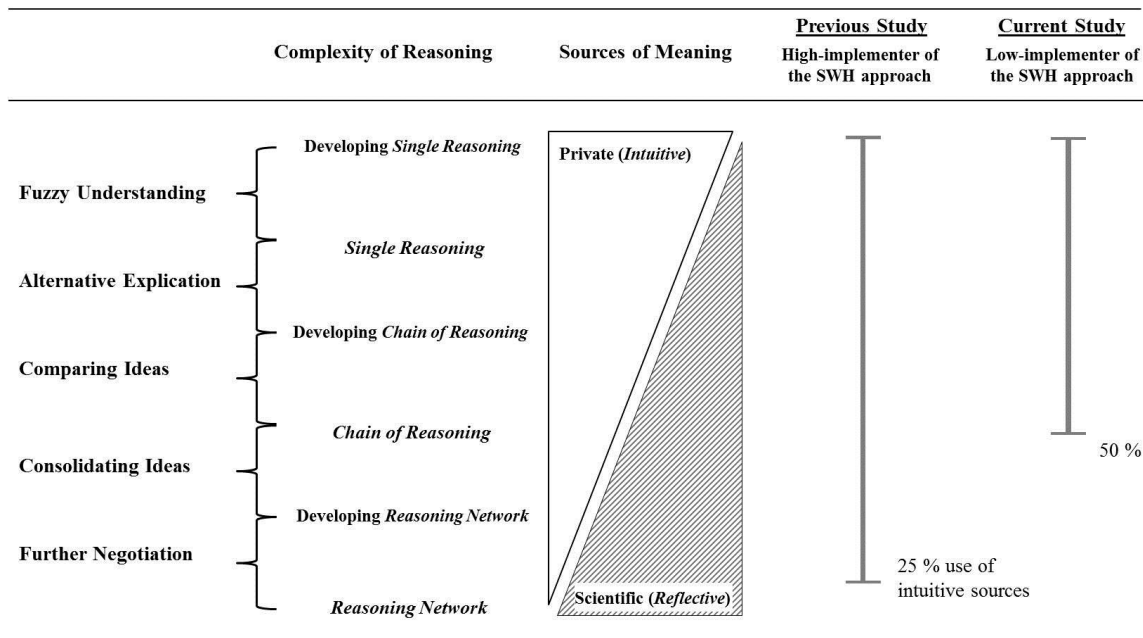 Previous Study
Current Study
Complexity of Reasoning
Sources of Meaning
High-implementer of
the SWH approach
Low-implementer of
the SWH approach
Developing Single Reasoning
Private (Intuitive)
Fuzzy Understanding
Single Reasoning
Alternative Explication
Developing Chain of Reasoning
Comparing Ideas
Chain of Reasoning
50 %
Consolidating Ideas
Developing Reasoning Network
Further Negotiation
25 % use of
intuitive sources
Scientific (Reflective)
Reasoning Network